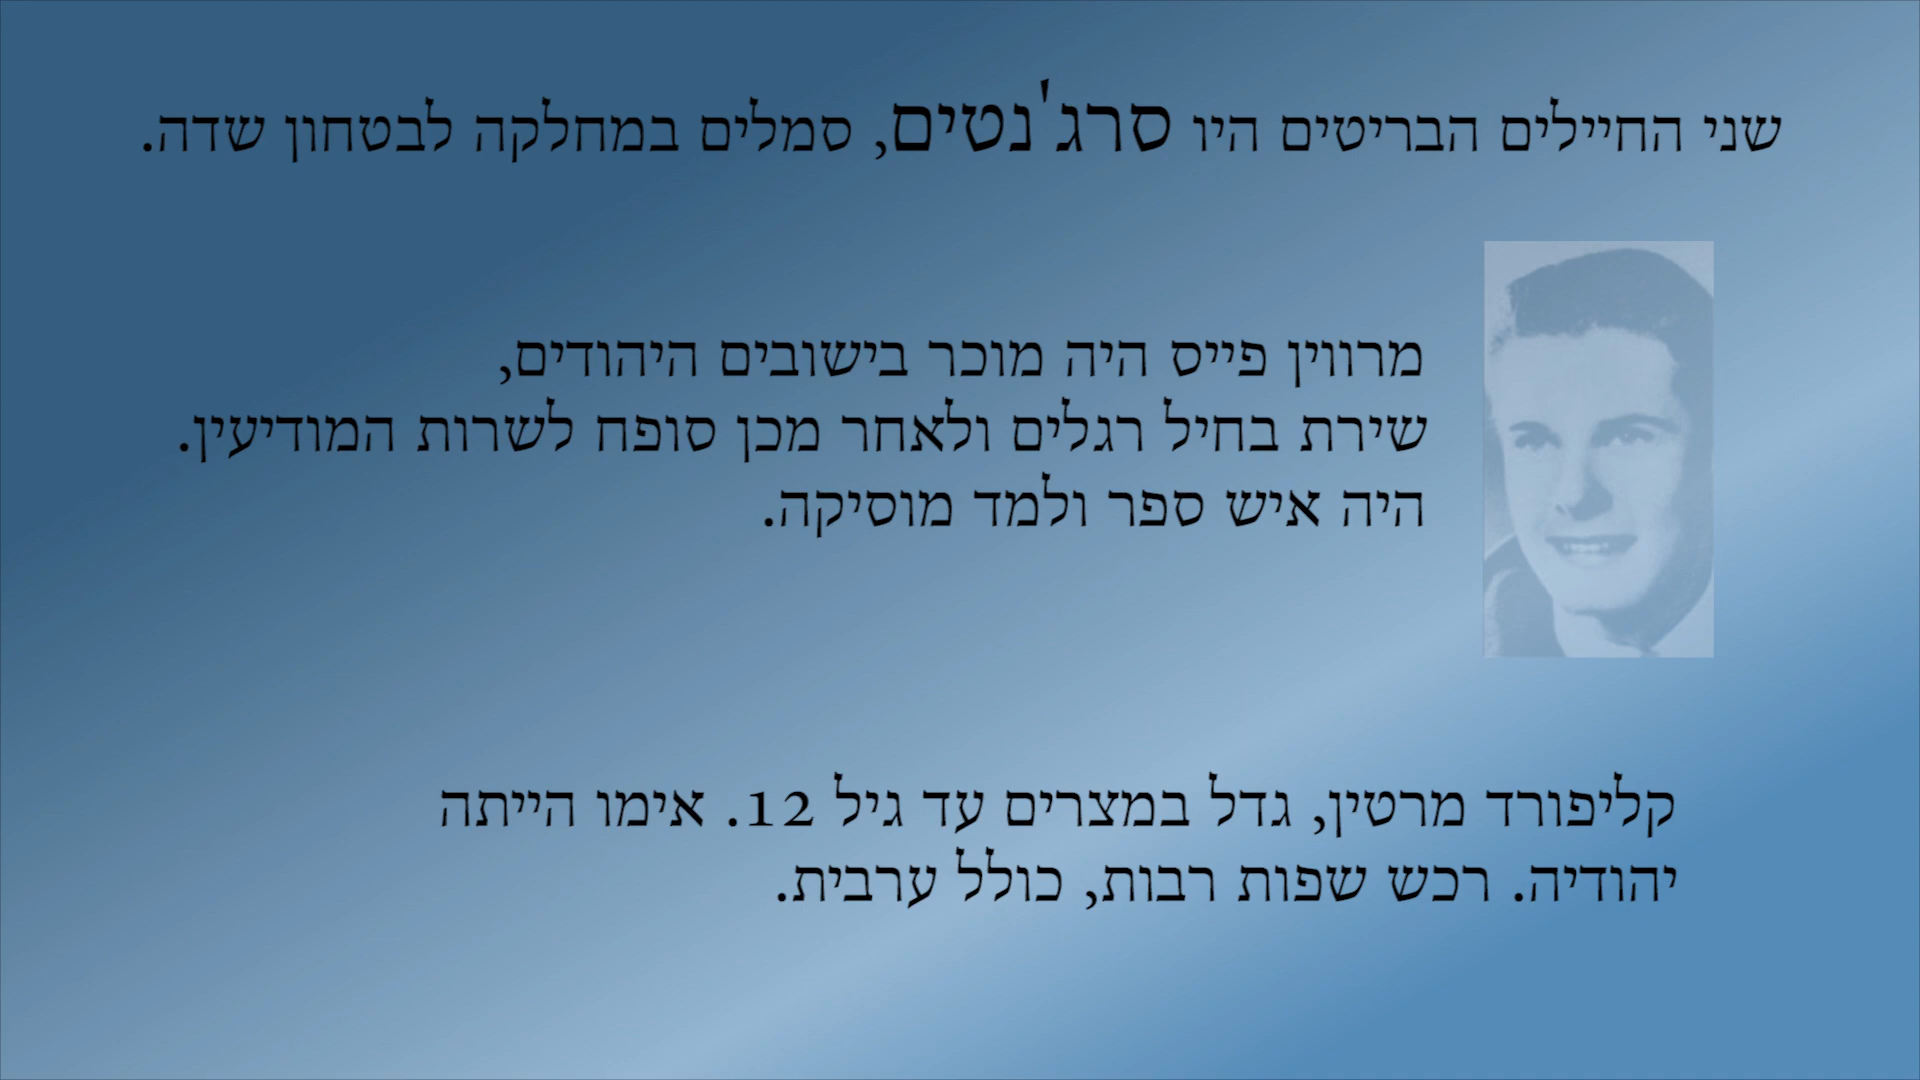 שני החיילים הבריטים היו סרג'נטים, סמלים במחלקה לבטחון שדה.
מרווין פייס היה מוכר בישובים היהודים,
שירת בחיל רגלים ולאחר מכן סופח לשרות המודיעין.
היה איש ספר ולמד מוסיקה.
קליפורד מרטין, גדל במצרים עד גיל 12. אימו הייתה
יהודיה. רכש שפות רבות, כולל ערבית.